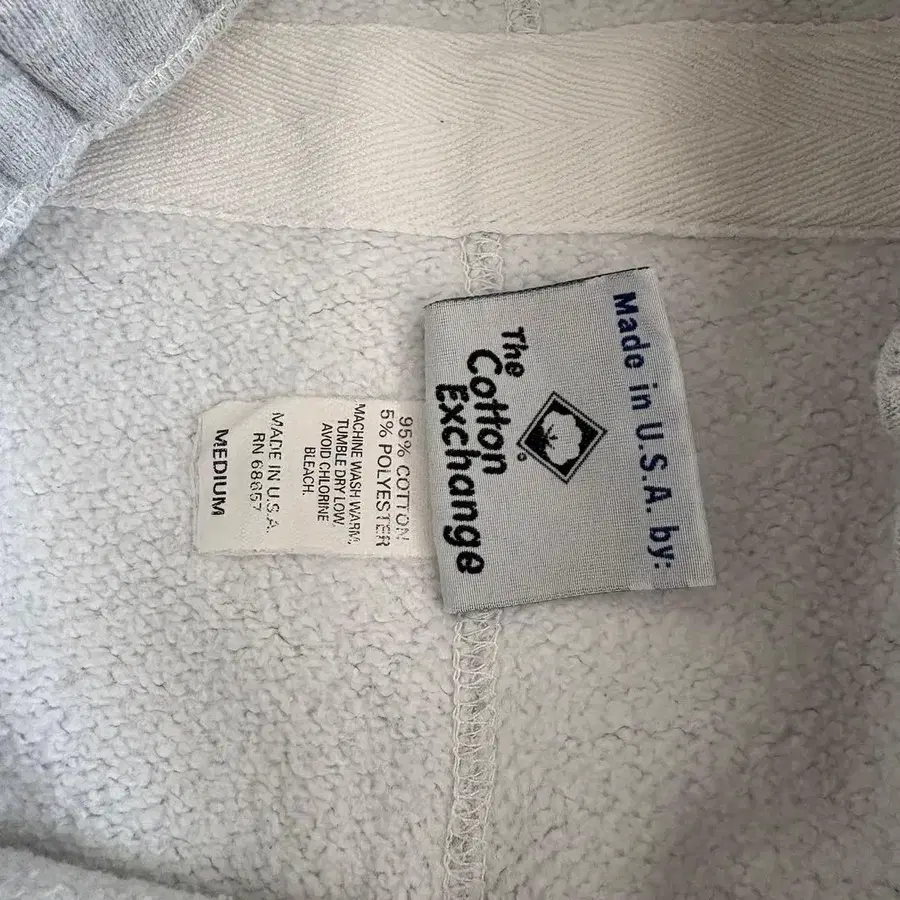 Made in U.S.A. by:
The
Cotton
Exchange
95% COTTON
5% POLYESTER
MACHINE WASH WARM,
TUMBLE DRY LOW,
AVOID CHLORINE
BLEACH.
MADE IN U.S.A.
RN 68657
MEDIUM